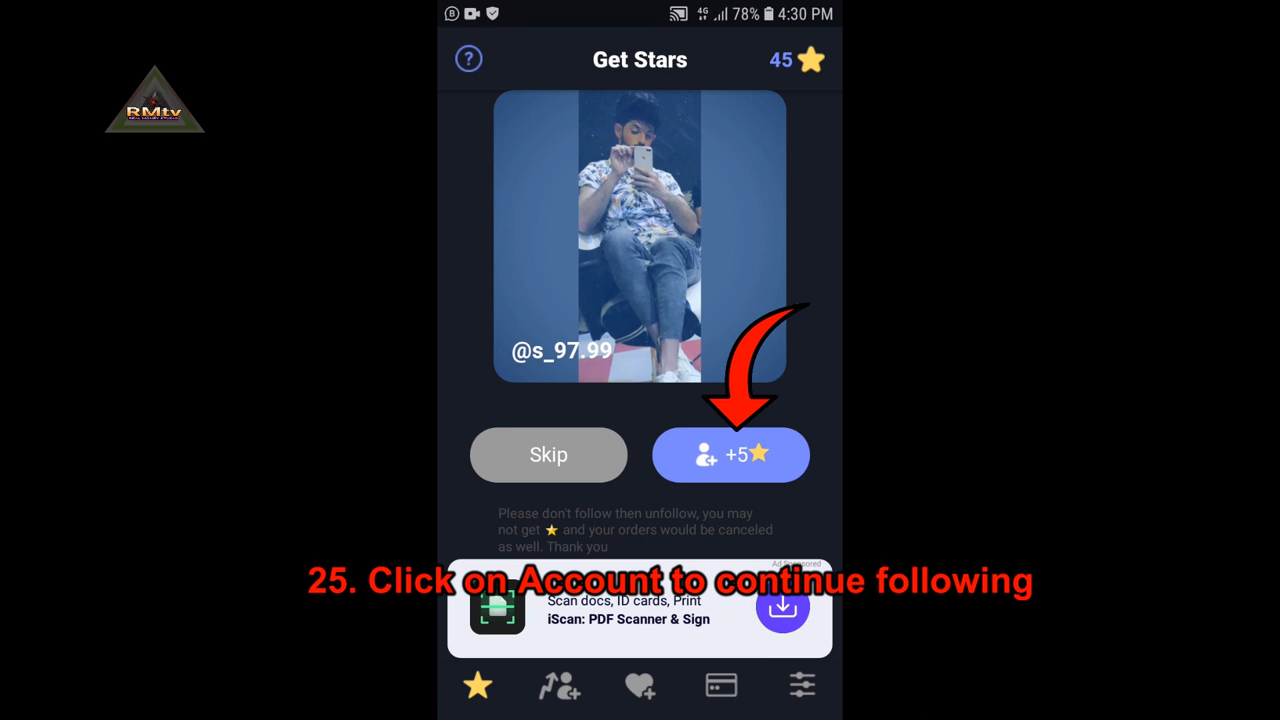 4G 78% 4:30 PM
? Get Stars 45
RMtv
@s_97.99
Skip +5
Please don't follow then unfollow, you may
not get ⭐ and your orders would be canceled
as well. Thank you
Ad Sponsored
25. Click on Account to continue following
Scan docs, ID cards, Print
iScan: PDF Scanner & Sign